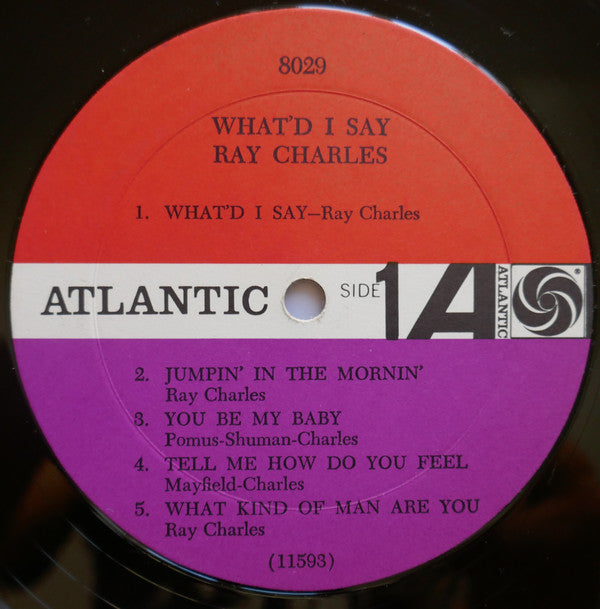 8029
WHAT'D I SAY
RAY CHARLES
1. WHAT'D I SAY—Ray Charles
ATLANTIC
SIDE 1
A
ATLANTIC
®
2. JUMPIN' IN THE MORNIN'
Ray Charles
3. YOU BE MY BABY
Pomus-Shuman-Charles
4. TELL ME HOW DO YOU FEEL
Mayfield-Charles
5. WHAT KIND OF MAN ARE YOU
Ray Charles
(11593)